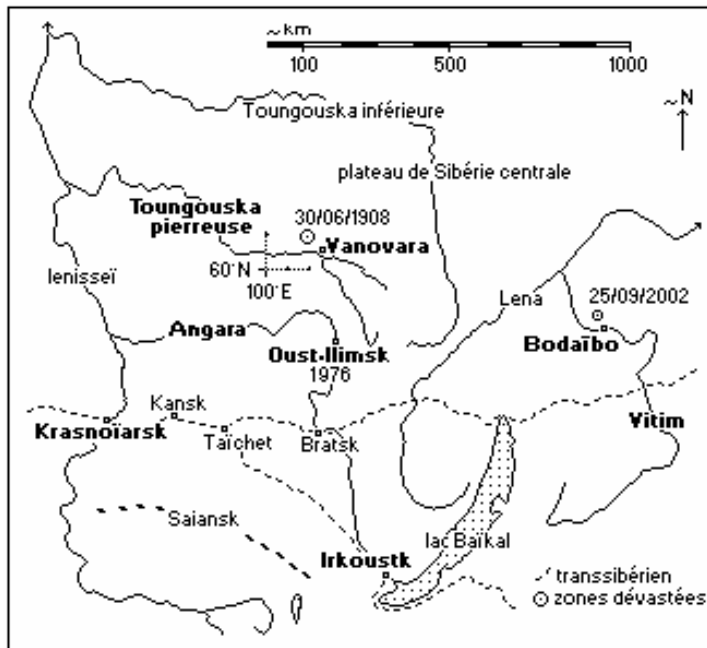 ~km
100 500 1000
~N
Toungouska inférieure
plateau de Sibérie centrale
Toungouska
pierreuse
30/06/1908
Vanovara
60°N
100°E
Ienisseï
Lena
25/09/2002
Bodaïbo
Angara
Oust-Ilimsk
1976
Kansk
Krasnoïarsk
Taïchet
Bratsk
Vitim
Saiansk
lac Baïkal
Irkoustk
transsibérien
zones dévastées